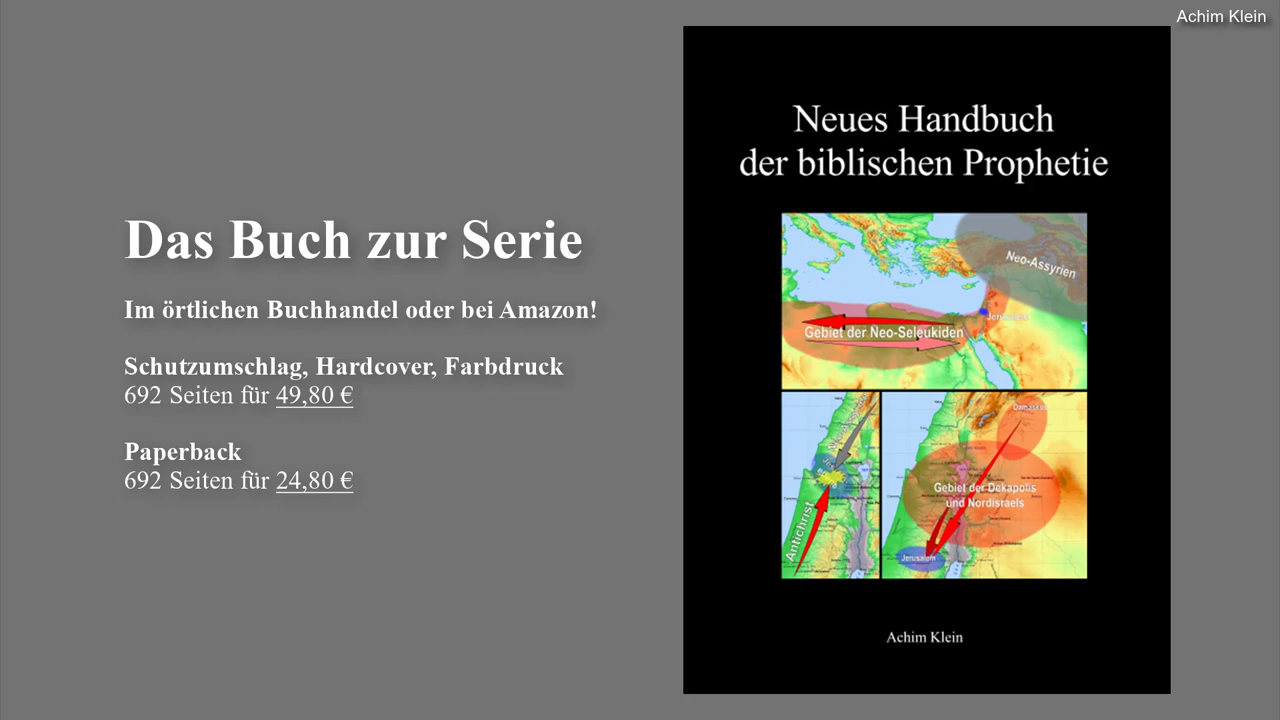 Achim Klein
Das Buch zur Serie
Im örtlichen Buchhandel oder bei Amazon!
Schutzumschlag, Hardcover, Farbdruck
692 Seiten für 49,80 €
Paperback
692 Seiten für 24,80 €
Neues Handbuch
der biblischen Prophetie
Neo-Assyrien
Jerusalem
Gebiet der Neo-Seleukiden
Damaskus
Gebiet der Dekapolis
und Nordisraels
Antichrist
Jerusalem
Achim Klein